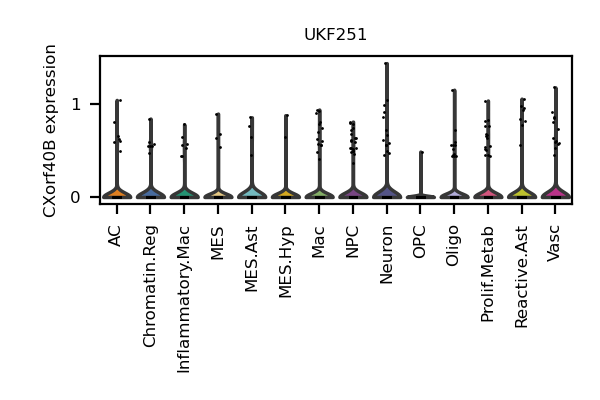 UKF251
CXorf40B expression
1
0
AC
Chromatin.Reg
Inflammatory.Mac
MES
MES.Ast
MES.Hyp
Mac
NPC
Neuron
OPC
Oligo
Prolif.Metab
Reactive.Ast
Vasc